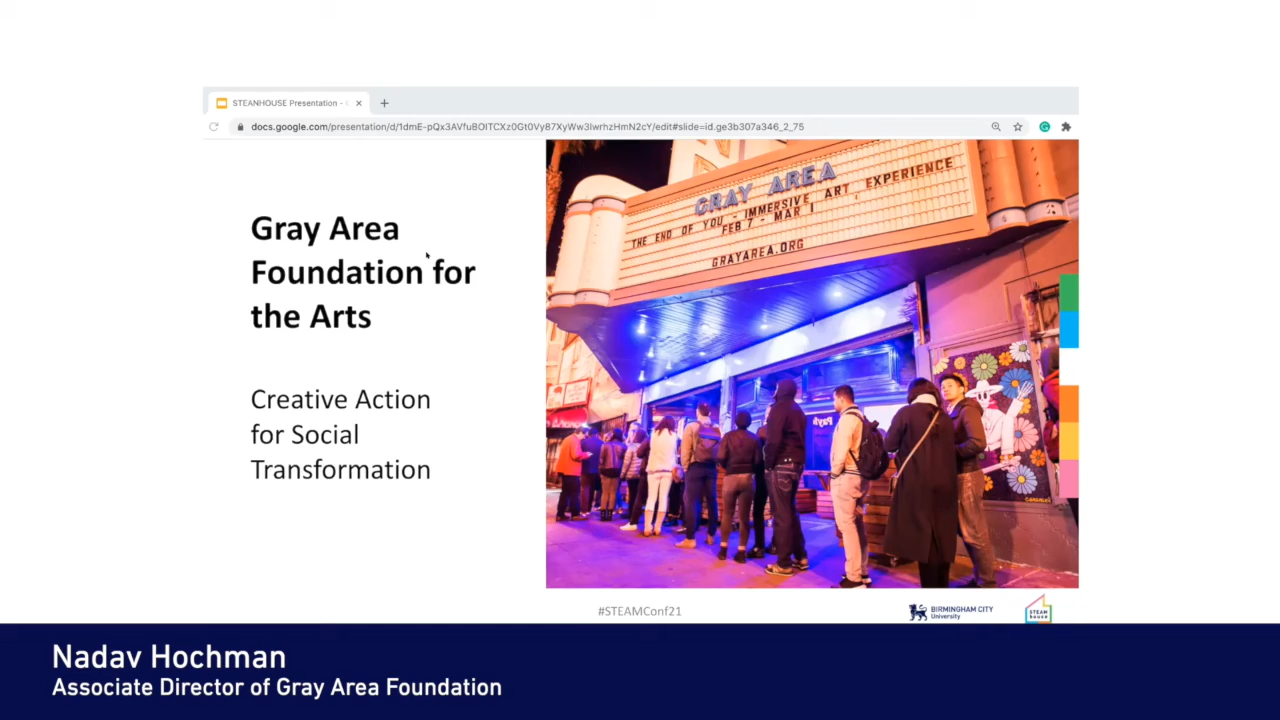 STEANHOUSE Presentation -
docs.google.com/presentation/d/1dmE-pQx3AVfuBOITCXz0Gt0Vy87XyWw3lwrhzHmN2cY/edit#slide=id.ge3b307a346_2_75
Gray Area
Foundation for
the Arts
Creative Action
for Social
Transformation
GRAY AREA
THE END OF YOU - IMMERSIVE ART EXPERIENCE
FEB 7 - MAR 1
GRAYAREA.ORG
#STEAMConf21
BIRMINGHAM CITY
University
STEAM
house
Nadav Hochman
Associate Director of Gray Area Foundation